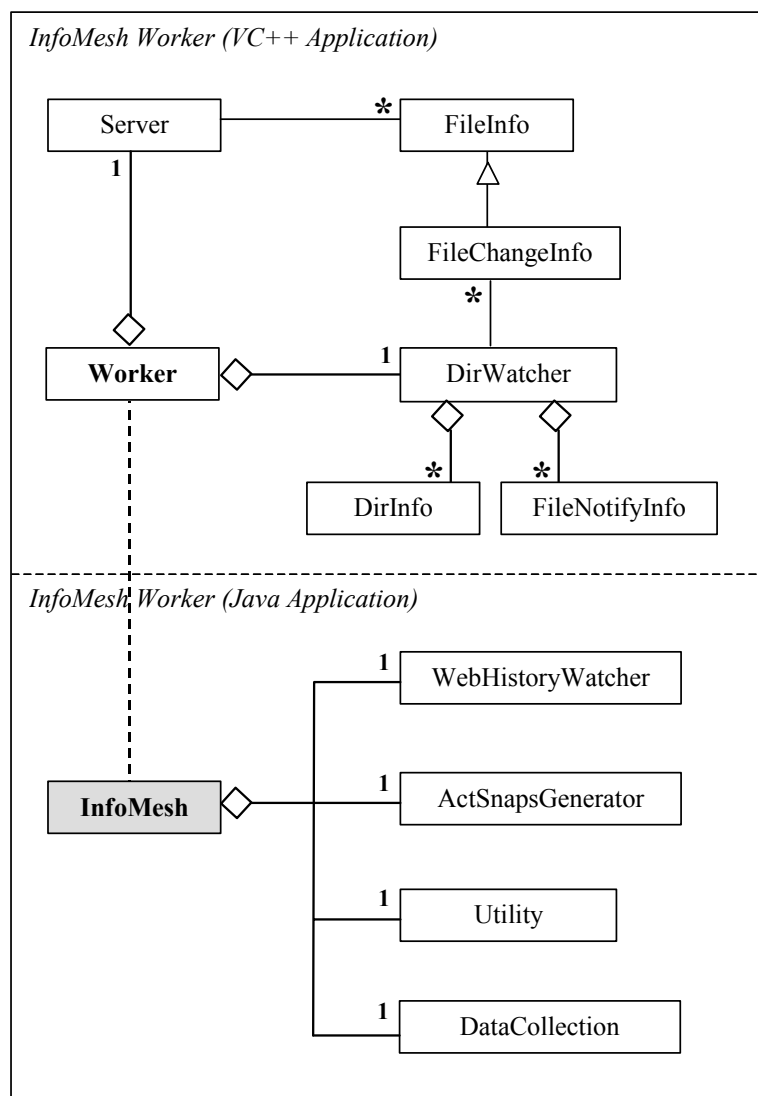 InfoMesh Worker (VC++ Application)
Server
*
FileInfo
1
FileChangeInfo
*
Worker
1
DirWatcher
*
*
DirInfo
FileNotifyInfo
InfoMesh Worker (Java Application)
1
WebHistoryWatcher
1
ActSnapsGenerator
InfoMesh
1
Utility
1
DataCollection